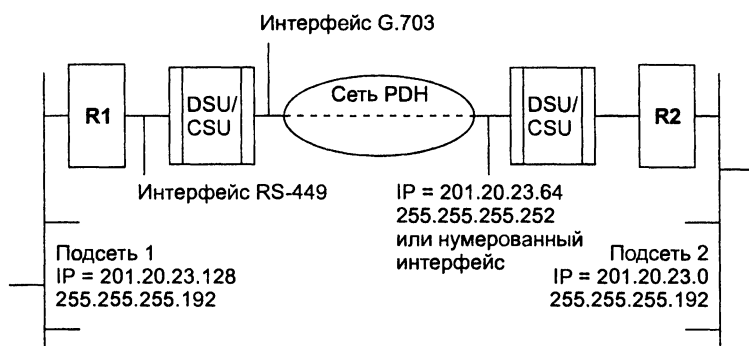 Интерфейс G.703
R1
DSU/
CSU
Сеть PDH
DSU/
CSU
R2
Интерфейс RS-449
IP = 201.20.23.64
255.255.255.252
или нумерованный
интерфейс
Подсеть 1
IP = 201.20.23.128
255.255.255.192
Подсеть 2
IP = 201.20.23.0
255.255.255.192